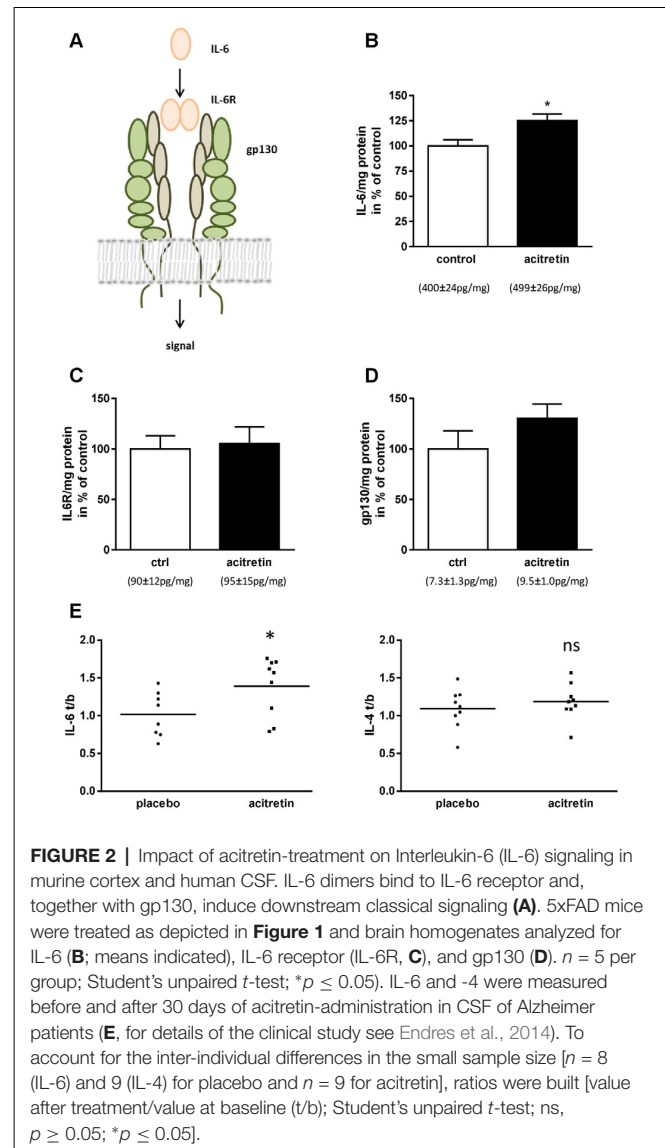 A
IL-6
IL-6R
gp130
signal
B
IL-6/mg protein
in % of control
150
125
100
75
50
25
0
*
control
acitretin
(400±24pg/mg)
(499±26pg/mg)
C
IL6R/mg protein
in % of control
150
100
50
0
ctrl
acitretin
(90±12pg/mg)
(95±15pg/mg)
D
gp130/mg protein
in % of control
150
100
50
0
ctrl
acitretin
(7.3±1.3pg/mg)
(9.5±1.0pg/mg)
E
IL-6 t/b
2.0
1.5
1.0
0.5
0.0
*
placebo
acitretin
IL-4 t/b
2.0
1.5
1.0
0.5
0.0
ns
placebo
acitretin
FIGURE 2 | Impact of acitretin-treatment on Interleukin-6 (IL-6) signaling in
murine cortex and human CSF. IL-6 dimers bind to IL-6 receptor and,
together with gp130, induce downstream classical signaling (A). 5xFAD mice
were treated as depicted in Figure 1 and brain homogenates analyzed for
IL-6 (B; means indicated), IL-6 receptor (IL-6R, C), and gp130 (D). n = 5 per
group; Student's unpaired t-test; *p ≤ 0.05). IL-6 and -4 were measured
before and after 30 days of acitretin-administration in CSF of Alzheimer
patients (E, for details of the clinical study see Endres et al., 2014). To
account for the inter-individual differences in the small sample size [n = 8
(IL-6) and 9 (IL-4) for placebo and n = 9 for acitretin], ratios were built [value
after treatment/value at baseline (t/b); Student's unpaired t-test; ns,
p ≥ 0.05; *p ≤ 0.05].